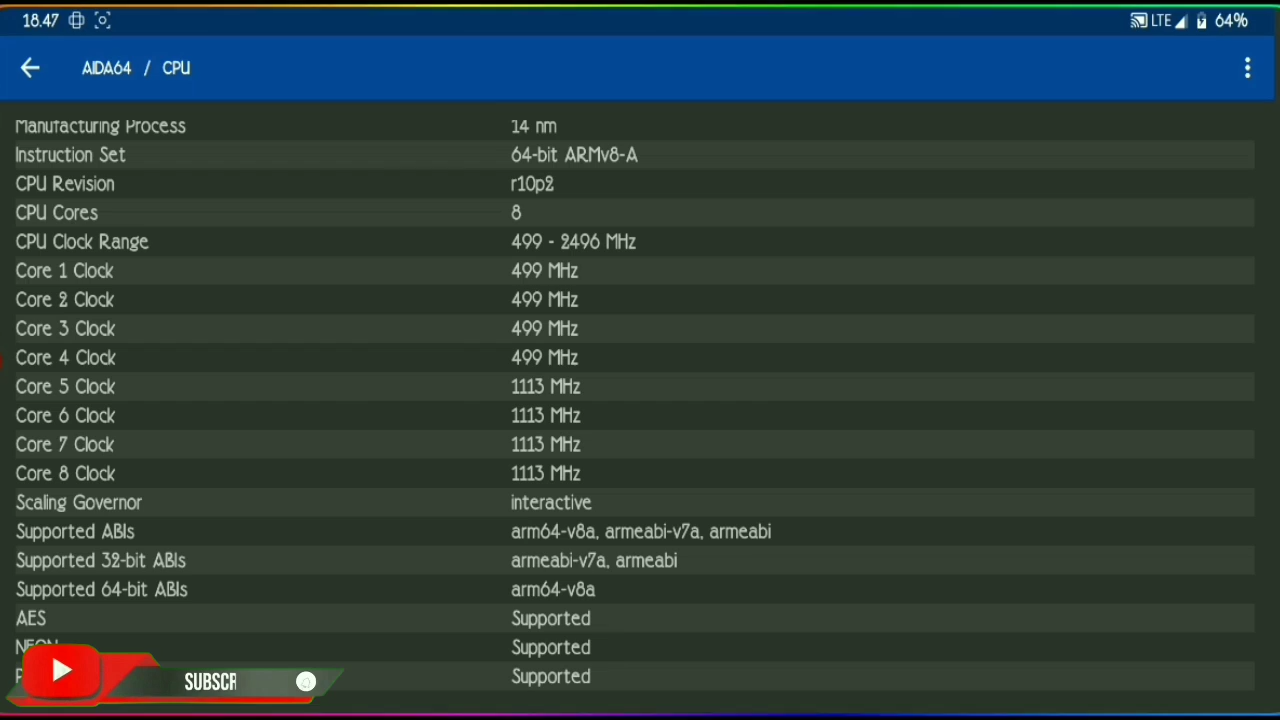 18.47 LTE 64%
AIDA64 / CPU
Manufacturing Process 14 nm
Instruction Set 64-bit ARMv8-A
CPU Revision r10p2
CPU Cores 8
CPU Clock Range 499 - 2496 MHz
Core 1 Clock 499 MHz
Core 2 Clock 499 MHz
Core 3 Clock 499 MHz
Core 4 Clock 499 MHz
Core 5 Clock 1113 MHz
Core 6 Clock 1113 MHz
Core 7 Clock 1113 MHz
Core 8 Clock 1113 MHz
Scaling Governor interactive
Supported ABIs arm64-v8a, armeabi-v7a, armeabi
Supported 32-bit ABIs armeabi-v7a, armeabi
Supported 64-bit ABIs arm64-v8a
AES Supported
NEON Supported
Supported
SUBSCR